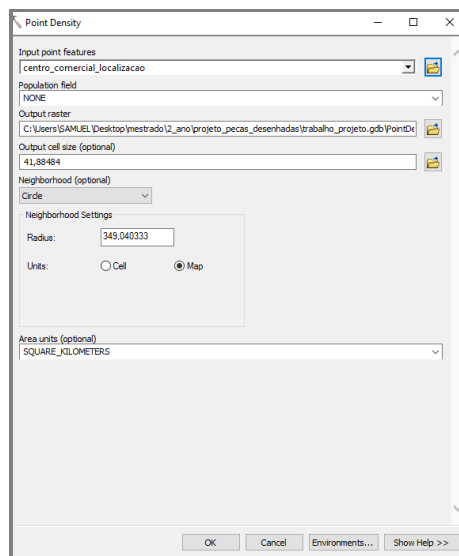 Point Density
Input point features
centro_comercial_localizacao
Population field
NONE
Output raster
C:\Users\SAMUEL\Desktop\mestrado\2_ano\projeto_pecas_desenhadas\trabalho_projeto.gdb\PointDe
Output cell size (optional)
41,88484
Neighborhood (optional)
Circle
Neighborhood Settings
Radius: 349,040333
Units: Cell Map
Area units (optional)
SQUARE_KILOMETERS
OK Cancel Environments... Show Help >>